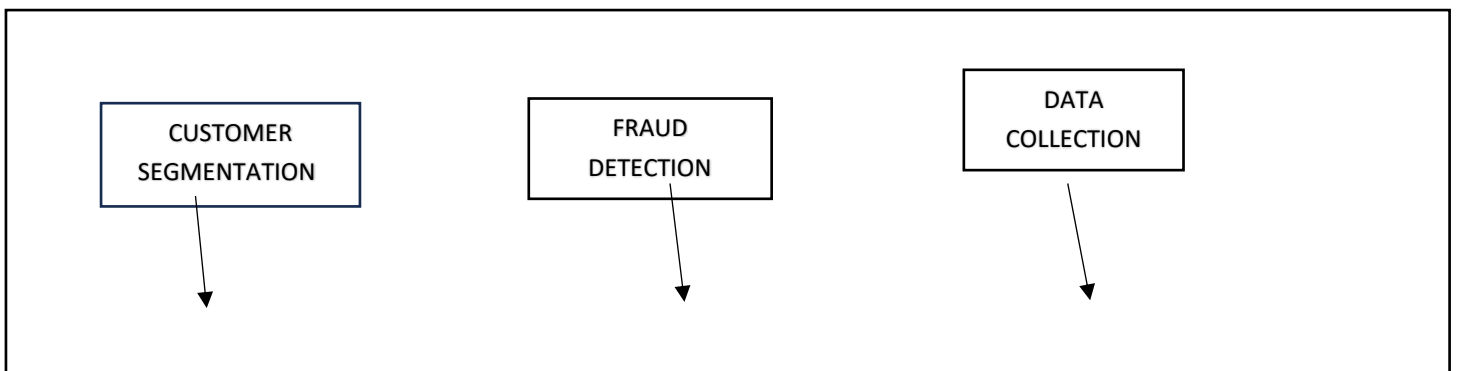 CUSTOMER
SEGMENTATION
FRAUD
DETECTION
DATA
COLLECTION